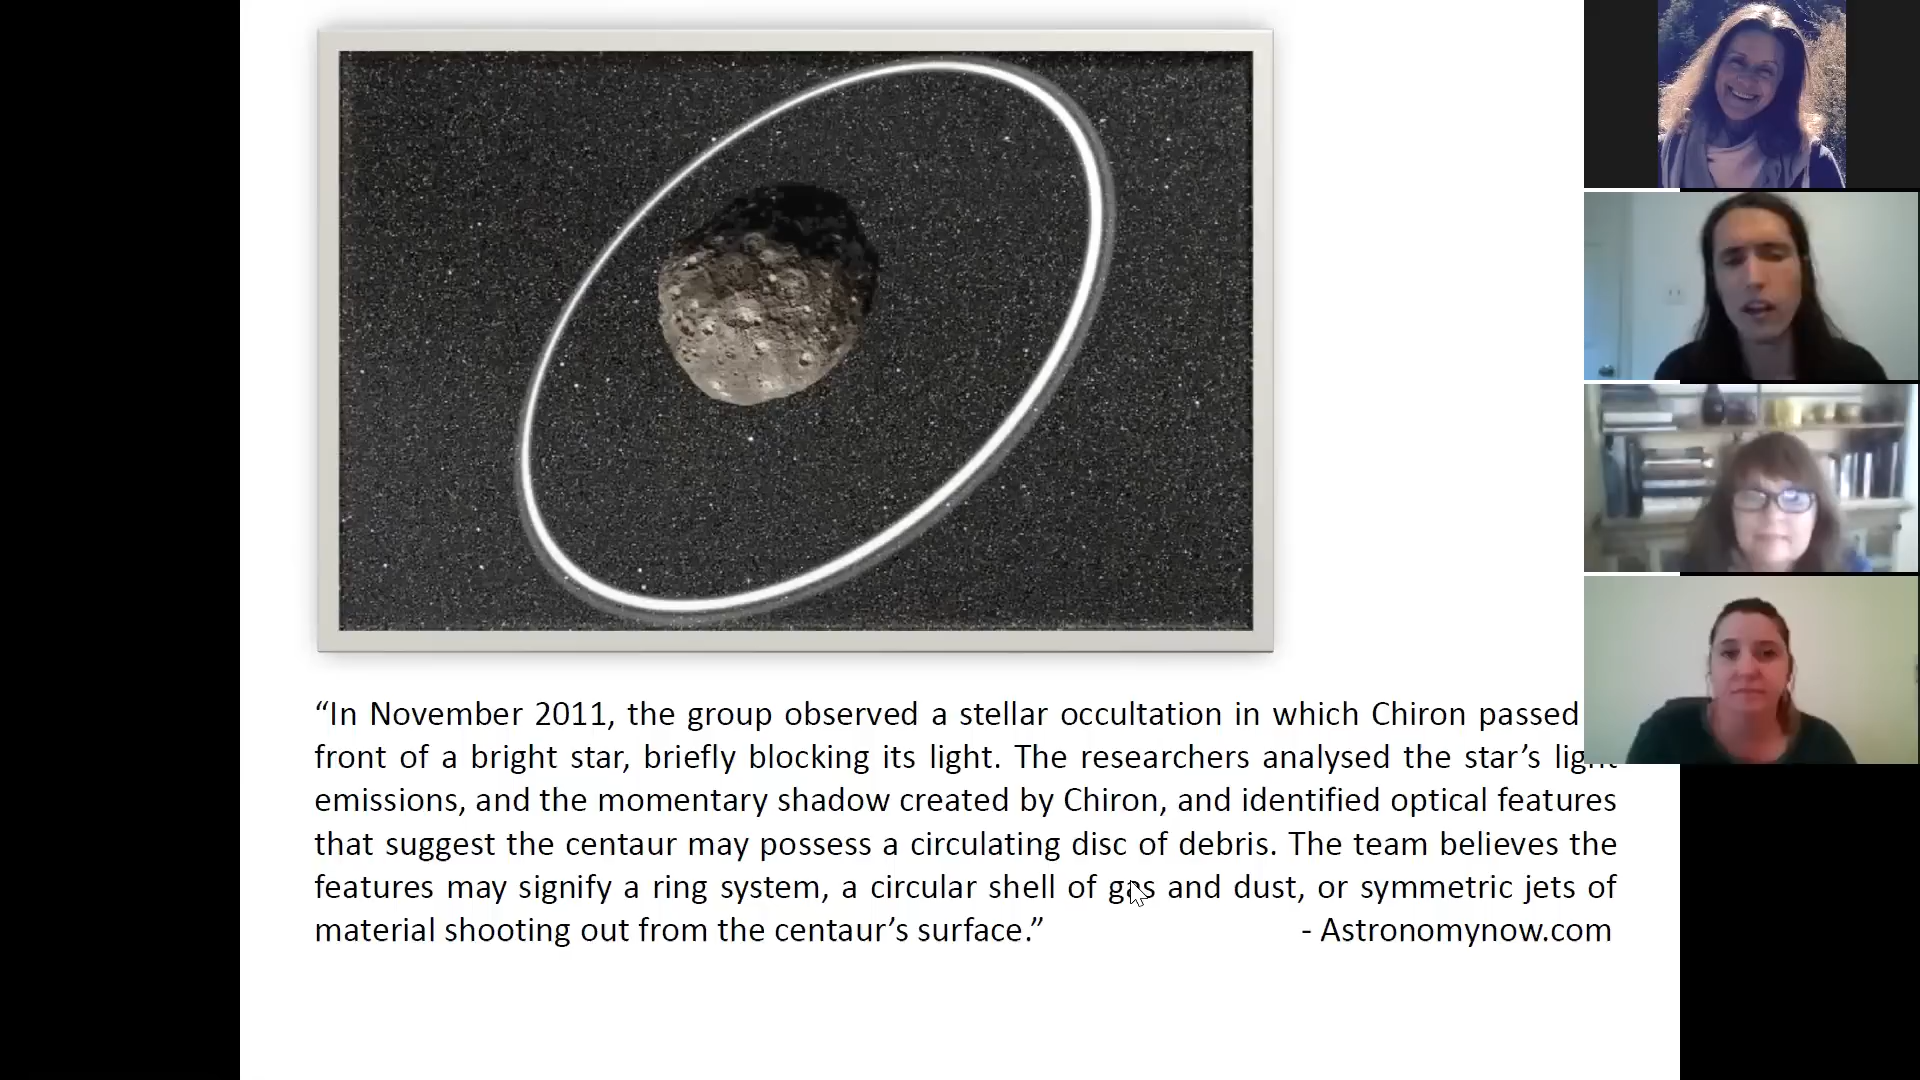 “In November 2011, the group observed a stellar occultation in which Chiron passed
front of a bright star, briefly blocking its light. The researchers analysed the star’s light
emissions, and the momentary shadow created by Chiron, and identified optical features
that suggest the centaur may possess a circulating disc of debris. The team believes the
features may signify a ring system, a circular shell of gas and dust, or symmetric jets of
material shooting out from the centaur’s surface.” - Astronomynow.com